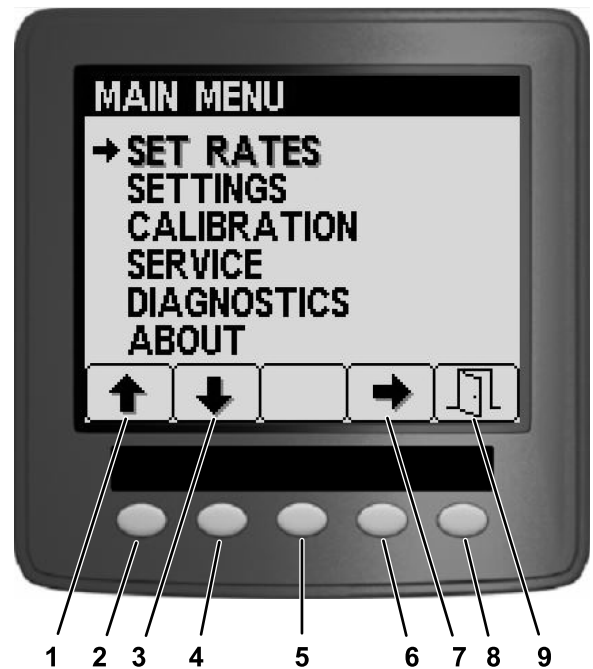 MAIN MENU
SET RATES
SETTINGS
CALIBRATION
SERVICE
DIAGNOSTICS
ABOUT
1 2 3 4 5 6 7 8 9